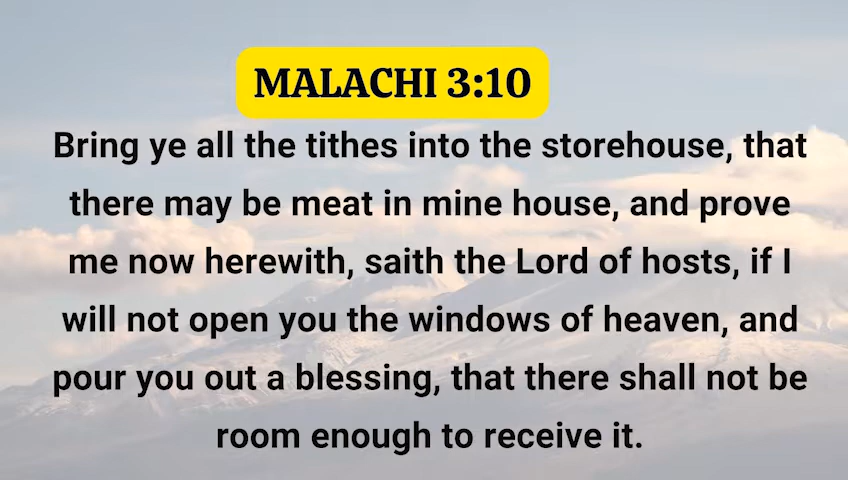 MALACHI 3:10
Bring ye all the tithes into the storehouse, that
there may be meat in mine house, and prove
me now herewith, saith the Lord of hosts, if I
will not open you the windows of heaven, and
pour you out a blessing, that there shall not be
room enough to receive it.